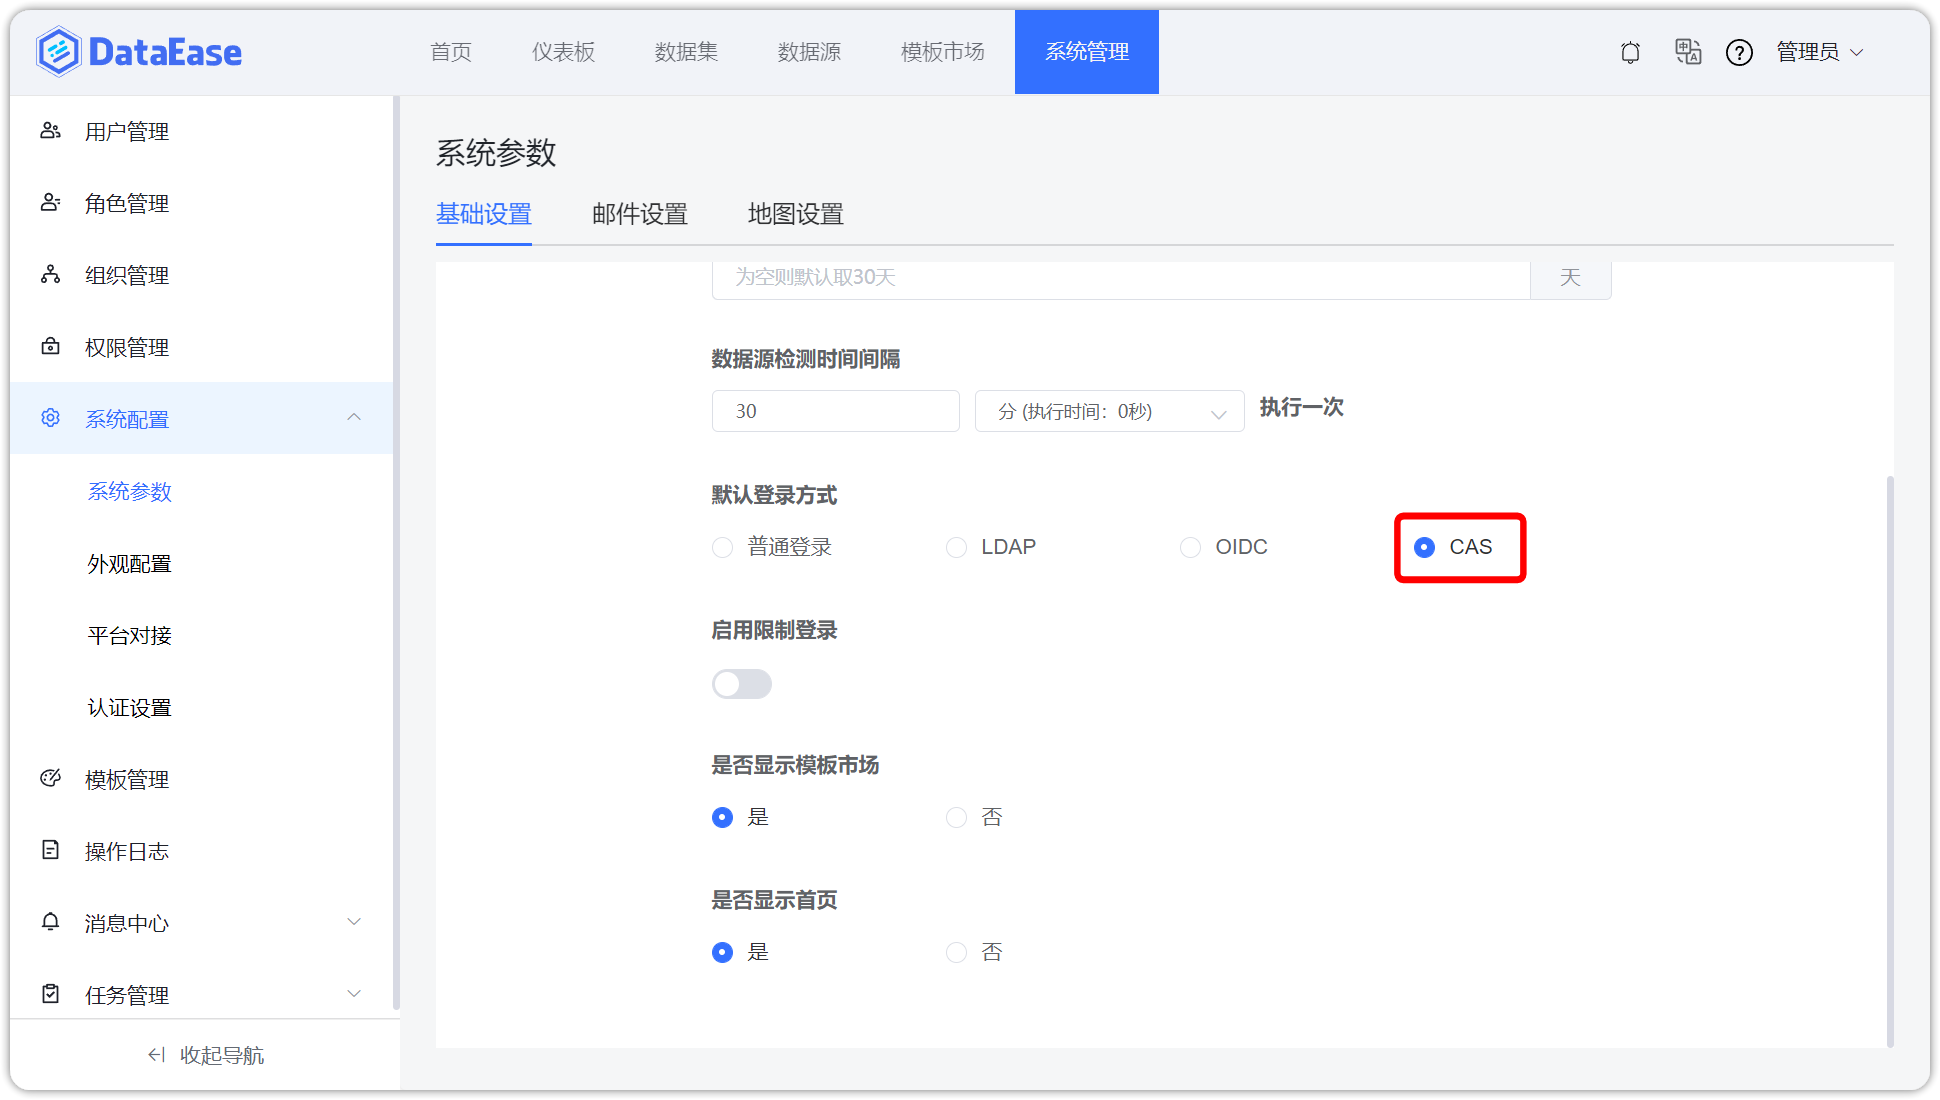 DataEase
首页
仪表板
数据集
数据源
模板市场
系统管理
管理员
用户管理
角色管理
组织管理
权限管理
系统配置
系统参数
外观配置
平台对接
认证设置
模板管理
操作日志
消息中心
任务管理
收起导航
系统参数
基础设置
邮件设置
地图设置
为空则默认取30天
天
数据源检测时间间隔
30
分 (执行时间：0秒)
执行一次
默认登录方式
普通登录
LDAP
OIDC
CAS
启用限制登录
是否显示模板市场
是
否
是否显示首页
是
否